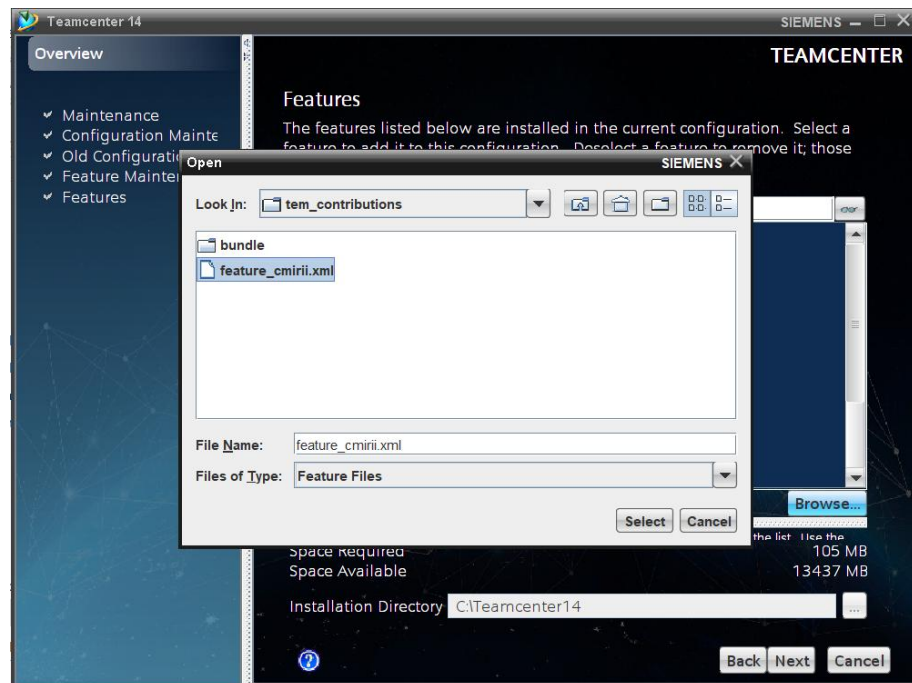 Teamcenter 14
SIEMENS
Overview
TEAMCENTER
Maintenance
Configuration Mainte
Old Configuratio
Feature Mainten
Features
Features
The features listed below are installed in the current configuration. Select a
feature to add it to this configuration. Deselect a feature to remove it; those
Open
SIEMENS
Look In:
tem_contributions
bundle
feature_cmirii.xml
File Name:
feature_cmirii.xml
Files of Type:
Feature Files
Select
Cancel
Browse...
the list. Use the
Space Required
105 MB
Space Available
13437 MB
Installation Directory
C:\Teamcenter14
...
Back
Next
Cancel